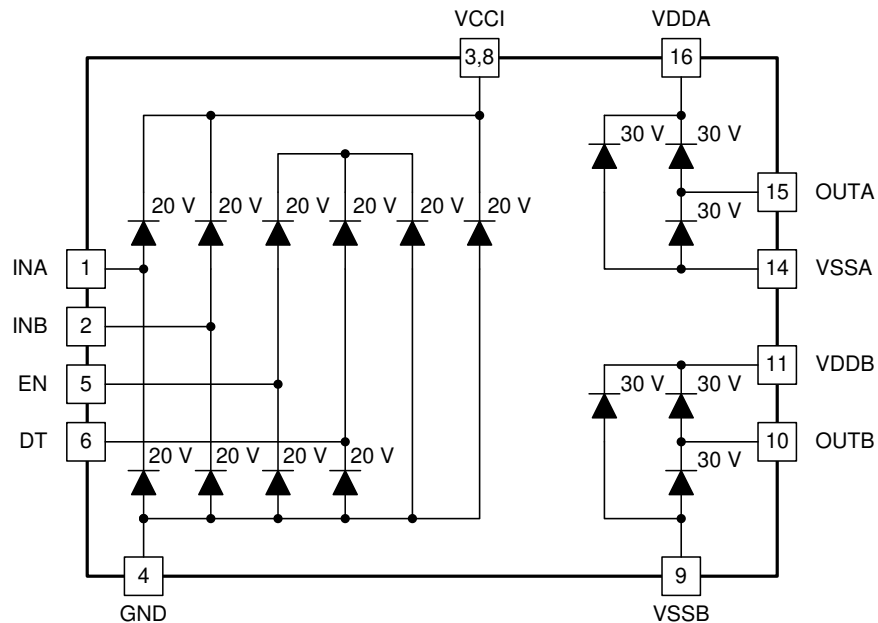 VCCI VDDA
3,8 16
30 V 30 V
20 V 20 V 20 V 20 V 20 V 20 V
15 OUTA
30 V
INA 1
14 VSSA
INB 2
11 VDDB
EN 5
30 V 30 V
DT 6
10 OUTB
20 V 20 V 20 V 20 V
30 V
4 9
GND VSSB